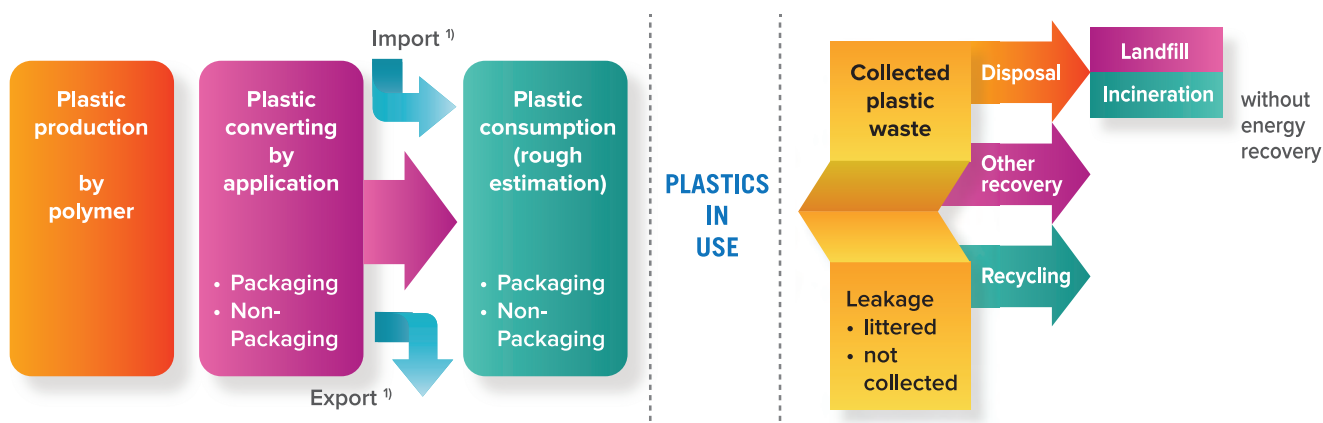 Plastic
production
by
polymer
Plastic
converting
by
application
• Packaging
• Non-
Packaging
Import 1)
Export 1)
Plastic
consumption
(rough
estimation)
• Packaging
• Non-
Packaging
PLASTICS
IN
USE
Collected
plastic
waste
Leakage
• littered
• not
collected
Disposal
Other
recovery
Recycling
Landfill
Incineration
without
energy
recovery